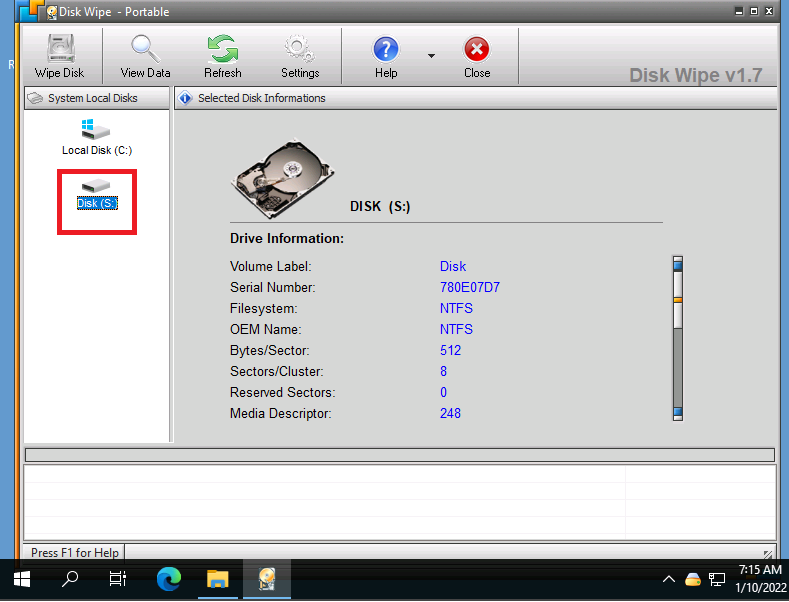 Disk Wipe - Portable
R
Wipe Disk View Data Refresh Settings Help Close
Disk Wipe v1.7
System Local Disks
Selected Disk Informations
Local Disk (C:)
Disk (S:)
DISK (S:)
Drive Information:
Volume Label: Disk
Serial Number: 780E07D7
Filesystem: NTFS
OEM Name: NTFS
Bytes/Sector: 512
Sectors/Cluster: 8
Reserved Sectors: 0
Media Descriptor: 248
Press F1 for Help
7:15 AM
1/10/2022